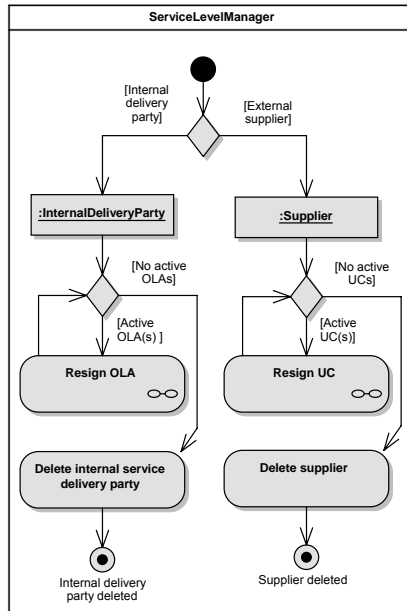 ServiceLevelManager
[Internal
delivery
party]
[External
supplier]
:InternalDeliveryParty
:Supplier
[No active
OLAs]
[No active
UCs]
[Active
OLA(s) ]
[Active
UC(s)]
Resign OLA
Resign UC
Delete internal service
delivery party
Delete supplier
Internal delivery
party deleted
Supplier deleted